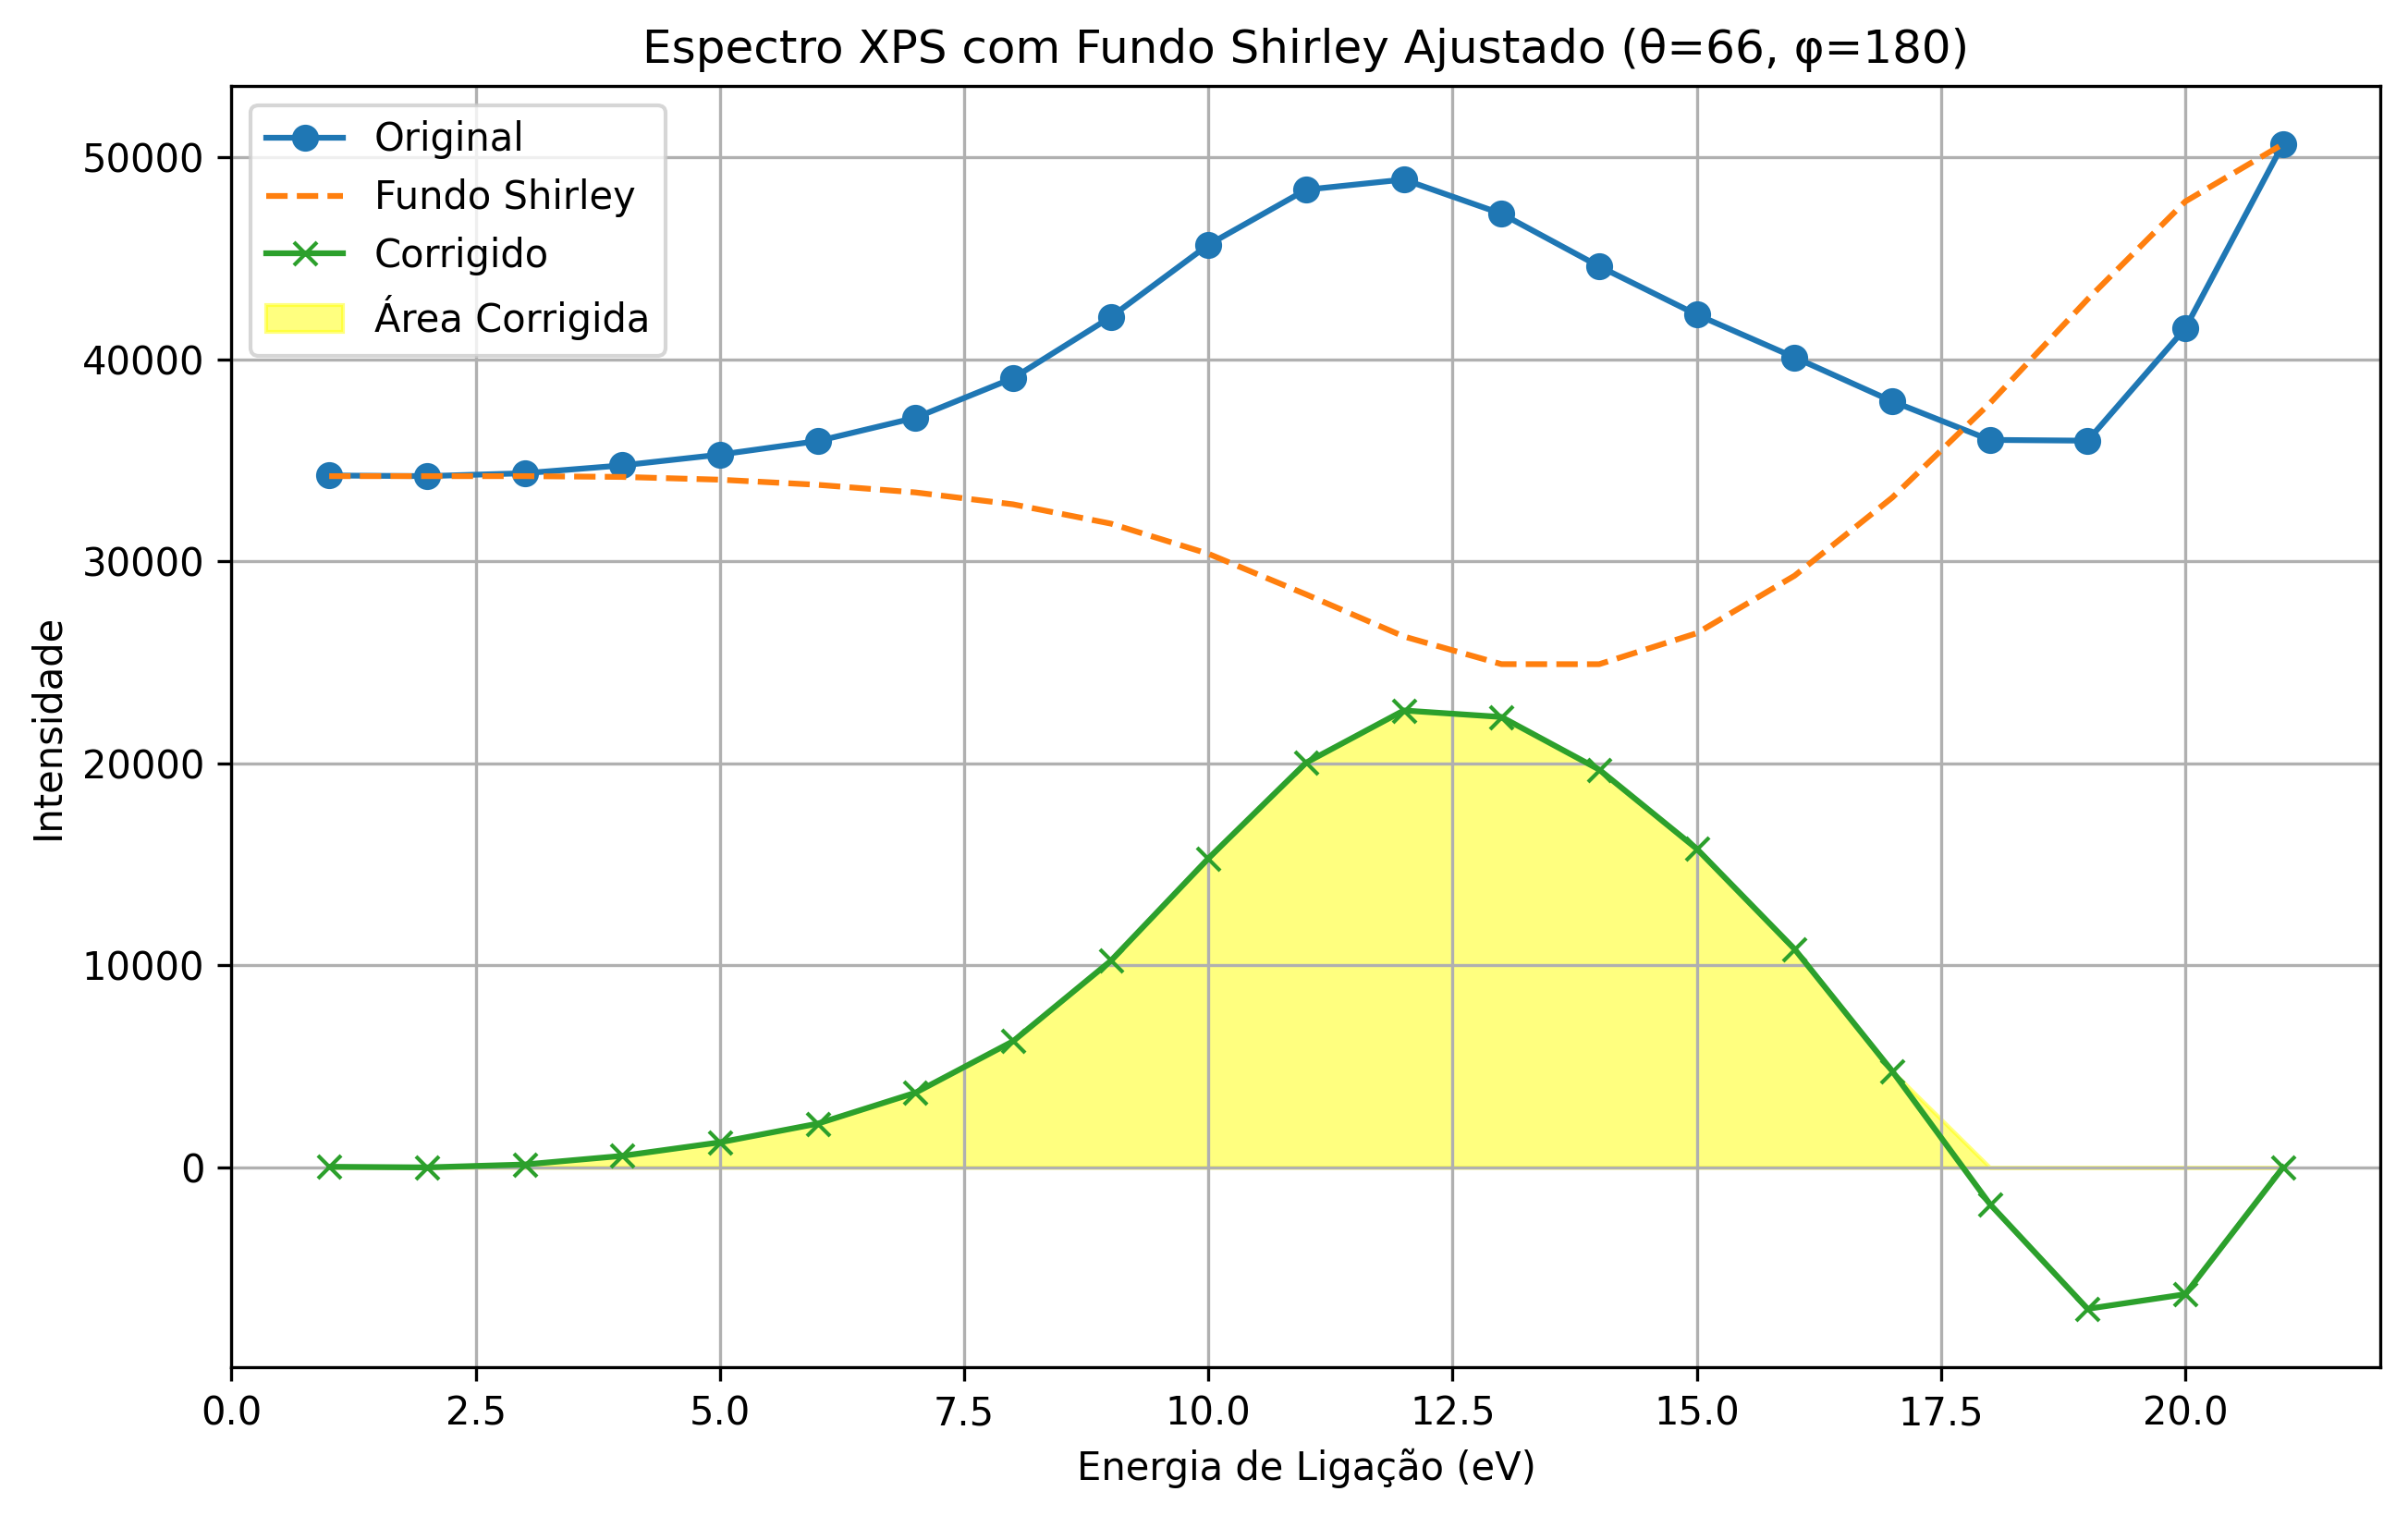 Espectro XPS com Fundo Shirley Ajustado (θ=66, φ=180)
Original
Fundo Shirley
Corrigido
Área Corrigida
50000
40000
30000
20000
10000
0
Intensidade
0.0 2.5 5.0 7.5 10.0 12.5 15.0 17.5 20.0
Energia de Ligação (eV)